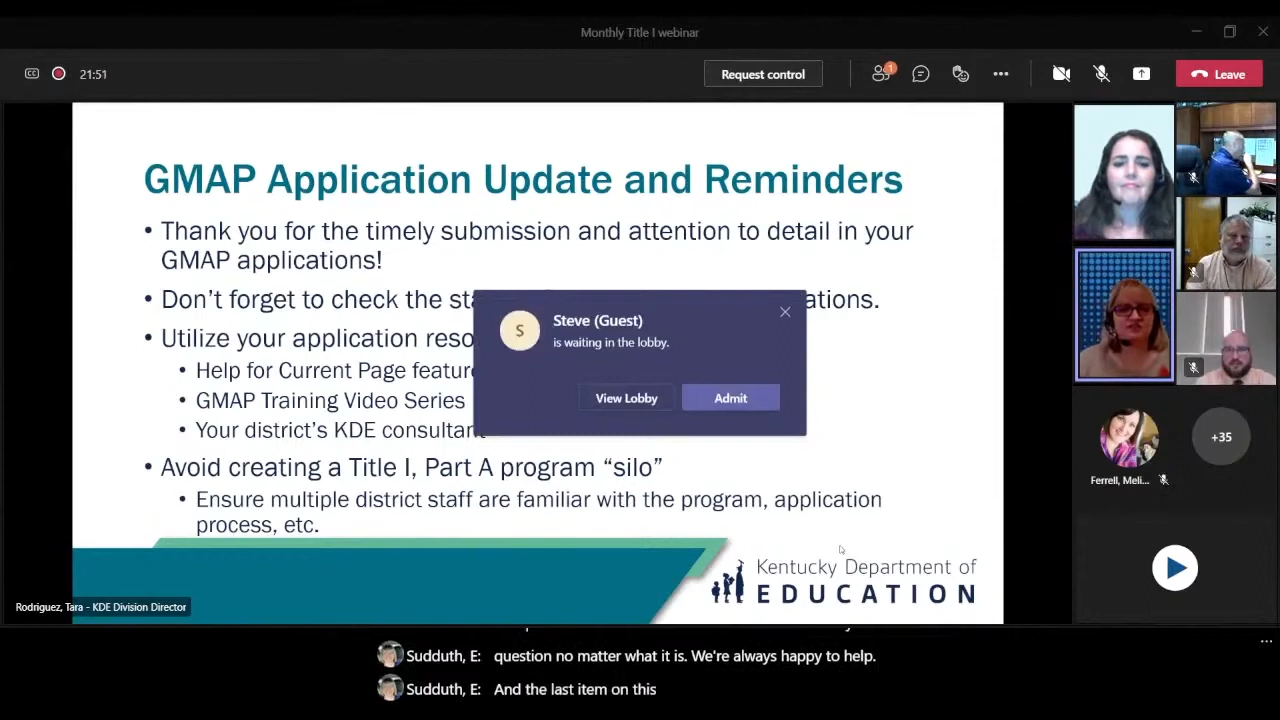 Monthly Title I webinar
CC
21:51
Request control
1
Leave
GMAP Application Update and Reminders
• Thank you for the timely submission and attention to detail in your
GMAP applications!
• Don't forget to check the ations.
• Utilize your application
• Help for Current Page
• GMAP Training Video Series
• Your district's KDE consultant
• Avoid creating a Title I, Part A program "silo"
• Ensure multiple district staff are familiar with the program, application
process, etc.
S
Steve (Guest)
is waiting in the lobby.
View Lobby
Admit
Kentucky Department of
EDUCATION
Rodriguez, Tara - KDE Division Director
+35
Ferrell, Meli...
Sudduth, E: question no matter what it is. We're always happy to help.
Sudduth, E: And the last item on this